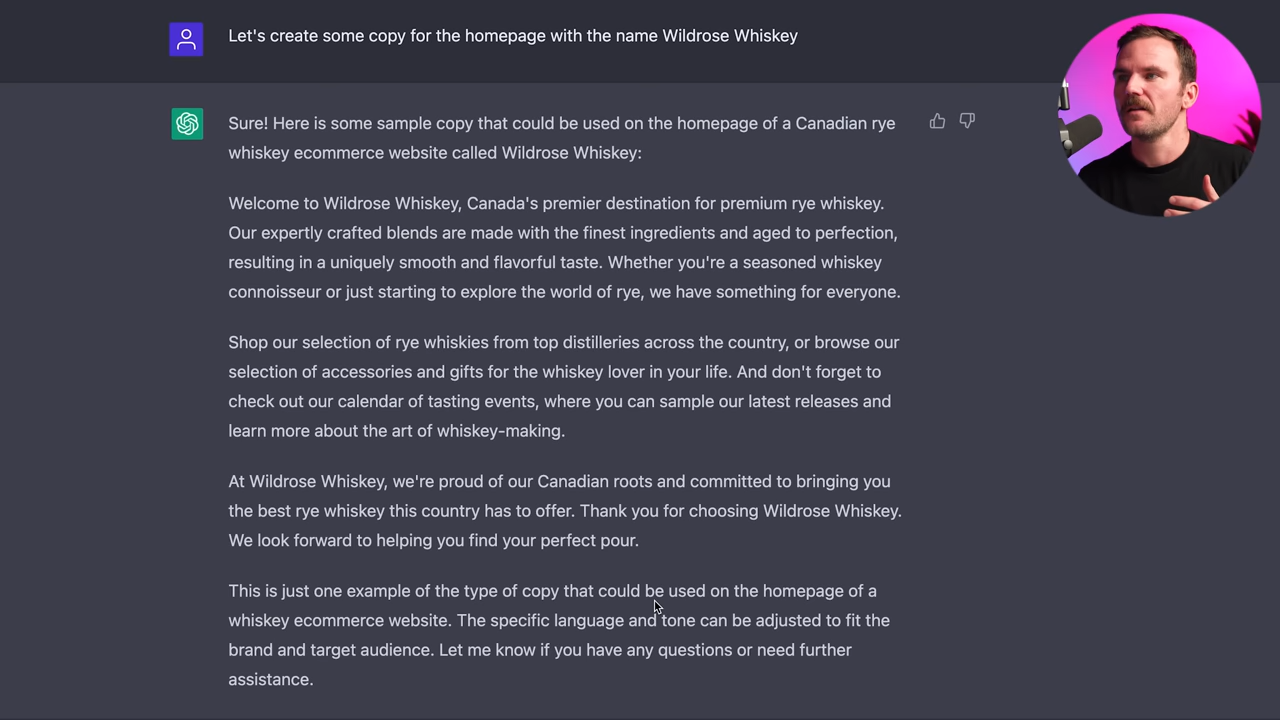 Let's create some copy for the homepage with the name Wildrose Whiskey
Sure! Here is some sample copy that could be used on the homepage of a Canadian rye
whiskey ecommerce website called Wildrose Whiskey:
Welcome to Wildrose Whiskey, Canada's premier destination for premium rye whiskey.
Our expertly crafted blends are made with the finest ingredients and aged to perfection,
resulting in a uniquely smooth and flavorful taste. Whether you're a seasoned whiskey
connoisseur or just starting to explore the world of rye, we have something for everyone.
Shop our selection of rye whiskies from top distilleries across the country, or browse our
selection of accessories and gifts for the whiskey lover in your life. And don't forget to
check out our calendar of tasting events, where you can sample our latest releases and
learn more about the art of whiskey-making.
At Wildrose Whiskey, we're proud of our Canadian roots and committed to bringing you
the best rye whiskey this country has to offer. Thank you for choosing Wildrose Whiskey.
We look forward to helping you find your perfect pour.
This is just one example of the type of copy that could be used on the homepage of a
whiskey ecommerce website. The specific language and tone can be adjusted to fit the
brand and target audience. Let me know if you have any questions or need further
assistance.